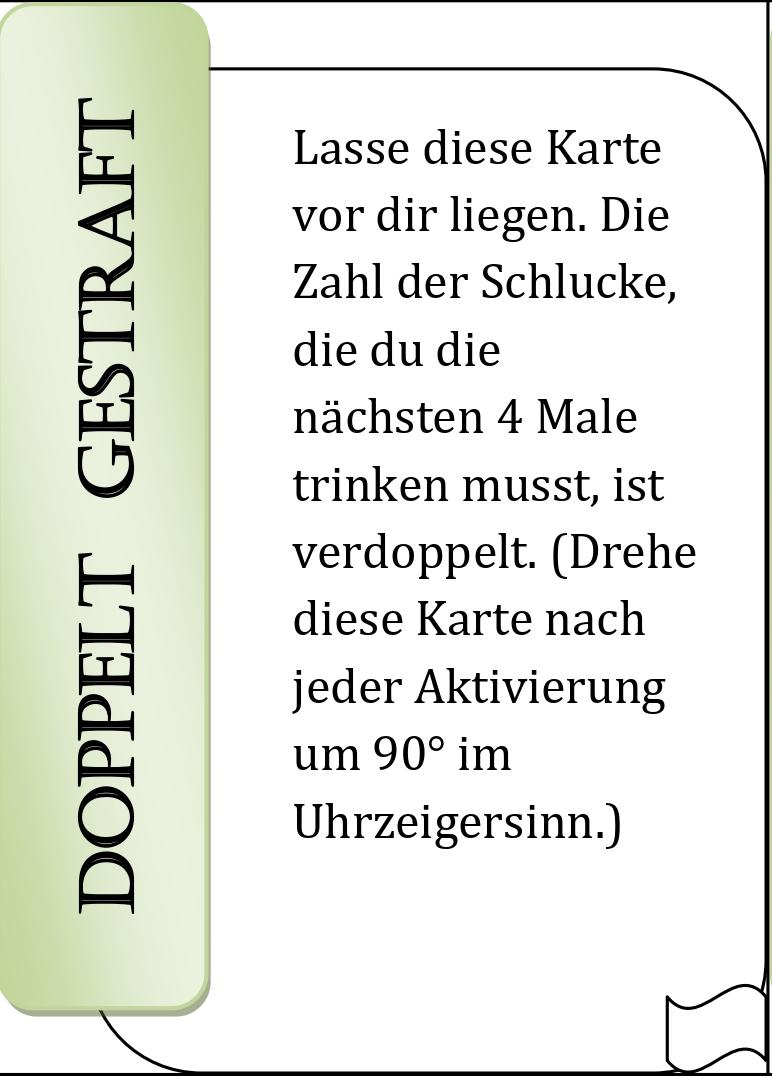 DOPPELT GESTRAFT
Lasse diese Karte
vor dir liegen. Die
Zahl der Schlucke,
die du die
nächsten 4 Male
trinken musst, ist
verdoppelt. (Drehe
diese Karte nach
jeder Aktivierung
um 90° im
Uhrzeigersinn.)